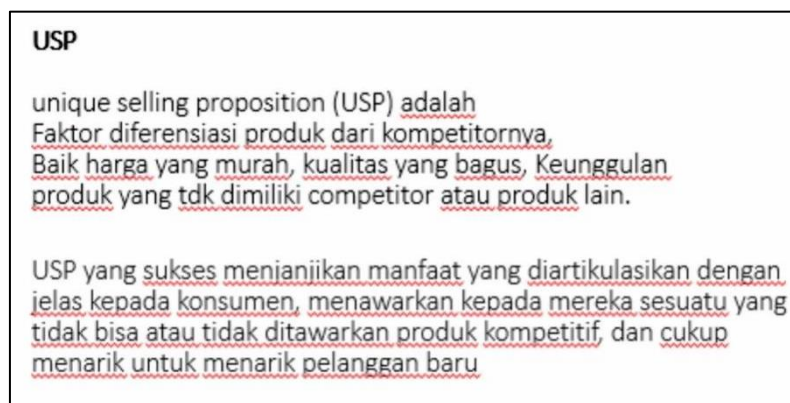 USP
unique selling proposition (USP) adalah
Faktor diferensiasi produk dari kompetitornya,
Baik harga yang murah, kualitas yang bagus, Keunggulan
produk yang tdk dimiliki competitor atau produk lain.
USP yang sukses menjanjikan manfaat yang diartikulasikan dengan
jelas kepada konsumen, menawarkan kepada mereka sesuatu yang
tidak bisa atau tidak ditawarkan produk kompetitif, dan cukup
menarik untuk menarik pelanggan baru